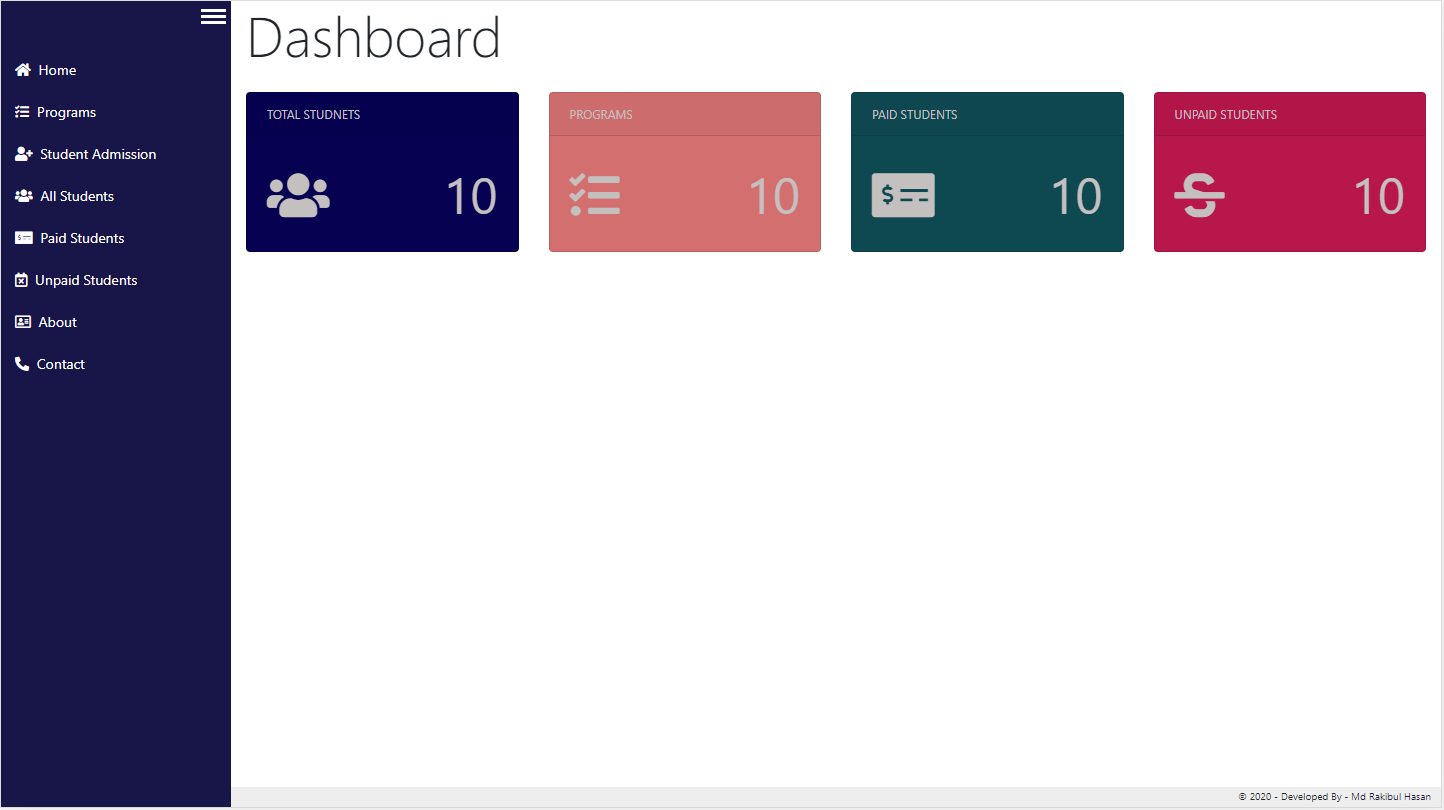 Dashboard
Home
Programs
Student Admission
All Students
Paid Students
Unpaid Students
About
Contact
TOTAL STUDNETS
10
PROGRAMS
10
PAID STUDENTS
$
10
UNPAID STUDENTS
10
© 2020 - Developed By - Md Rakibul Hasan